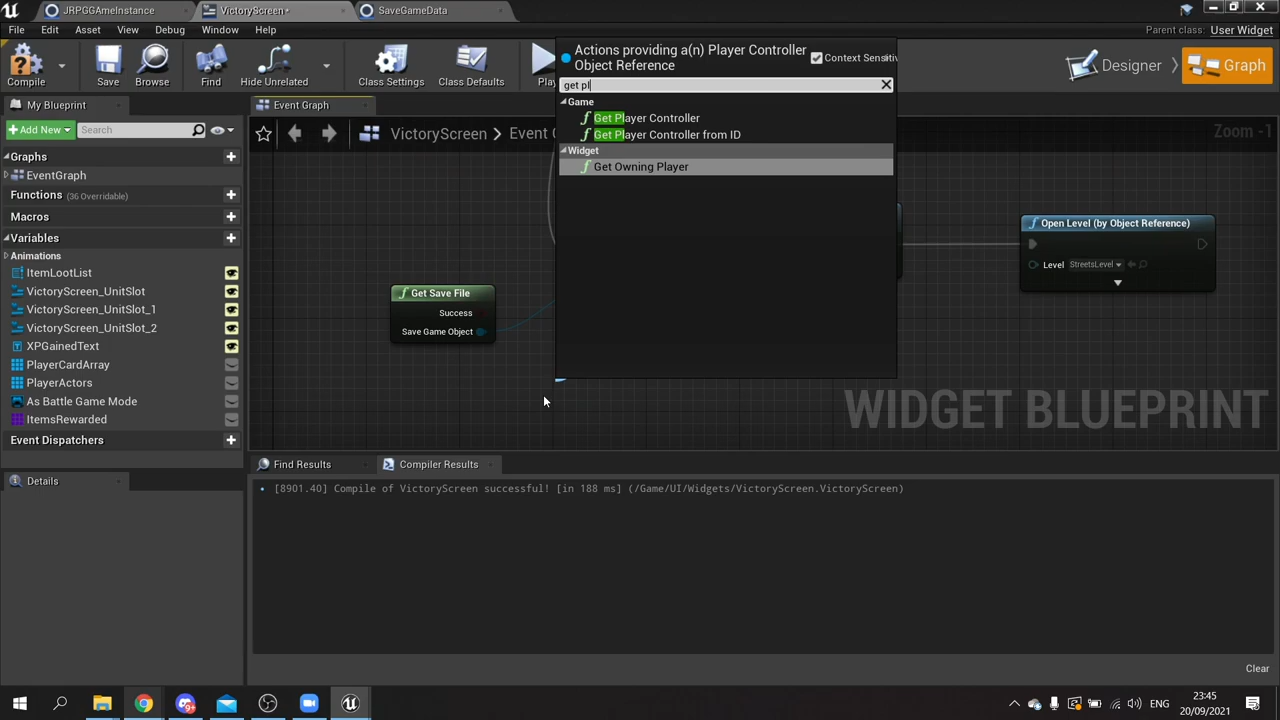 JRPGGAmeInstance
VictoryScreen•
SaveGameData
File
Edit
Asset
View
Debug
Window
Help
Parent class: User Widget
Compile
Save
Browse
Find
Hide Unrelated
Class Settings
Class Defaults
Designer
Graph
Actions providing a(n) Player Controller
Object Reference
Context Sensitiv
get pl
Game
Get Player Controller
Get Player Controller from ID
Widget
Get Owning Player
My Blueprint
Add New
Search
Event Graph
VictoryScreen
Zoom -1
Graphs
EventGraph
Functions (36 Overridable)
Macros
Variables
Animations
ItemLootList
VictoryScreen_UnitSlot
VictoryScreen_UnitSlot_1
VictoryScreen_UnitSlot_2
XPGainedText
PlayerCardArray
PlayerActors
As Battle Game Mode
ItemsRewarded
Event Dispatchers
Details
Get Save File
Success
Save Game Object
Open Level (by Object Reference)
Level StreetsLevel
WIDGET BLUEPRINT
Find Results
Compiler Results
[8901.40] Compile of VictoryScreen successful! [in 188 ms] (/Game/UI/Widgets/VictoryScreen.VictoryScreen)
Clear
ENG
23:45
20/09/2021